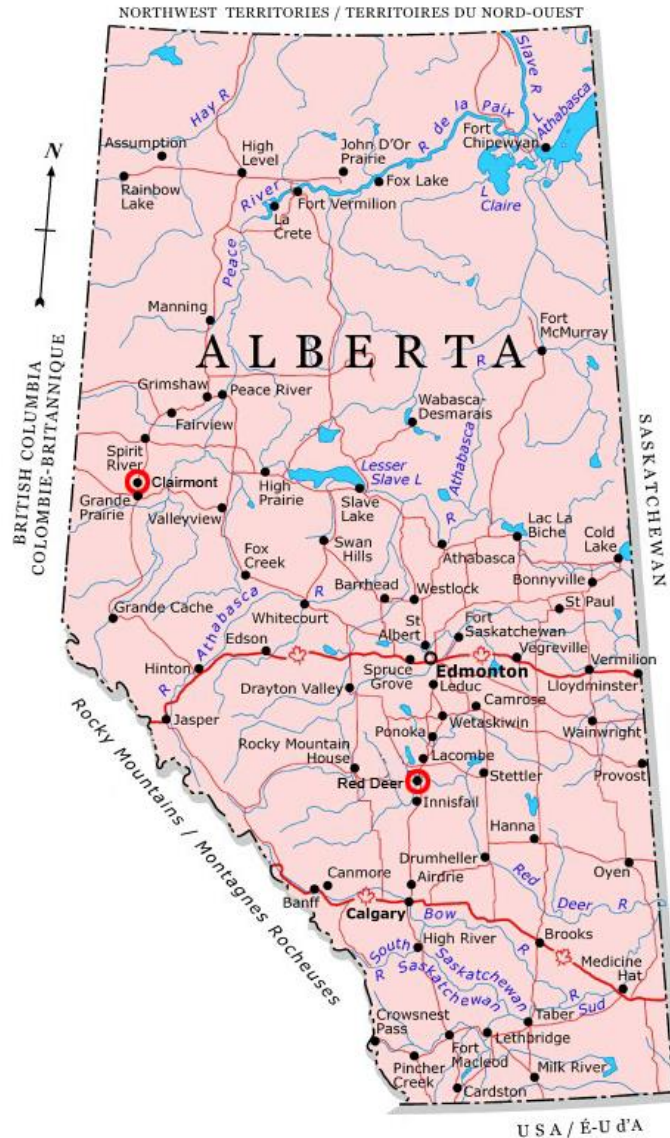 NORTHWEST TERRITORIES / TERRITOIRES DU NORD-OUEST
Slave R
Hay R
R de la Paix
L Athabasca
Fort
Chipewyan
Assumption
High
Level
John D'Or
Prairie
N
Rainbow
Lake
River
Fort Vermilion
Fox Lake
L
Claire
La
Crete
Peace
Manning
Fort
McMurray
ALBERTA
R
Grimshaw
Peace River
Wabasca-
Desmarais
Fairview
BRITISH COLUMBIA
COLOMBIE-BRITANNIQUE
SASKATCHEWAN
Spirit
River
Lesser
Slave L
Athabasca
Clairmont
High
Prairie
Grande
Prairie
Valleyview
Slave
Lake
R
Lac La
Biche
Cold
Lake
Swan
Hills
Athabasca
Fox
Creek
Bonnyville
Barrhead
Westlock
R
Athabasca
R
Grande Cache
Whitecourt
St
Albert
Fort
Saskatchewan
St Paul
Edson
Vegreville
Hinton
Spruce
Grove
Edmonton
Vermilion
Drayton Valley
Leduc
Lloydminster
Camrose
Jasper
Wetaskiwin
Ponoka
Wainwright
Rocky Mountain
House
Lacombe
Provost
Red Deer
Stettler
Innisfail
Rocky Mountains / Montagnes Rocheuses
Hanna
Drumheller
Red
Deer R
Oyen
Canmore
Airdrie
Banff
Calgary
Bow
R
Brooks
High River
South
Saskatchewan
R
Medicine
Hat
R
Saskatchewan
Sud
Taber
Crowsnest
Pass
Fort
Macleod
Lethbridge
Pincher
Creek
Milk River
Cardston
USA / É-U d'A